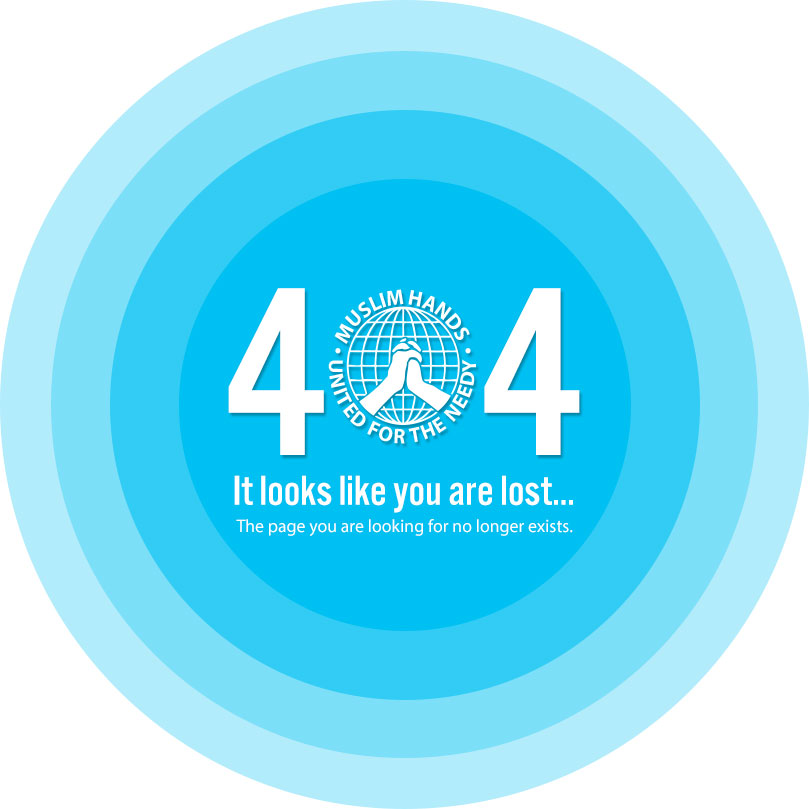 4 4
MUSLIM HANDS
· UNITED FOR THE NEEDY ·
It looks like you are lost...
The page you are looking for no longer exists.